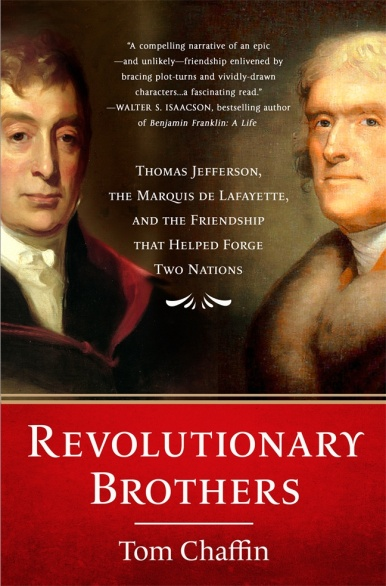 "A compelling narrative of an epic
—and unlikely—friendship enlivened by
bracing plot-turns and vividly-drawn
characters...a fascinating read."
—WALTER S. ISAACSON, bestselling author
of Benjamin Franklin: A Life
THOMAS JEFFERSON,
THE MARQUIS DE LAFAYETTE,
AND THE FRIENDSHIP
THAT HELPED FORGE
TWO NATIONS
REVOLUTIONARY
BROTHERS
Tom Chaffin